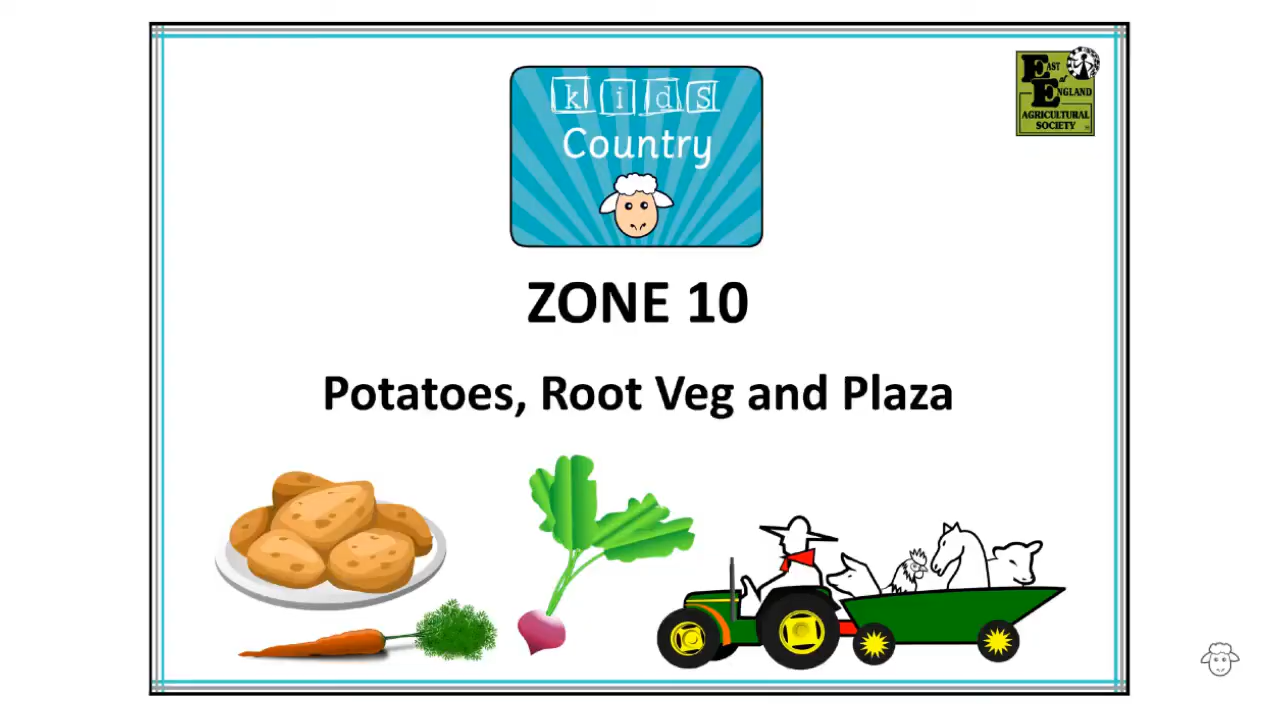 kids
Country
East
of
England
AGRICULTURAL
SOCIETY
ZONE 10
Potatoes, Root Veg and Plaza